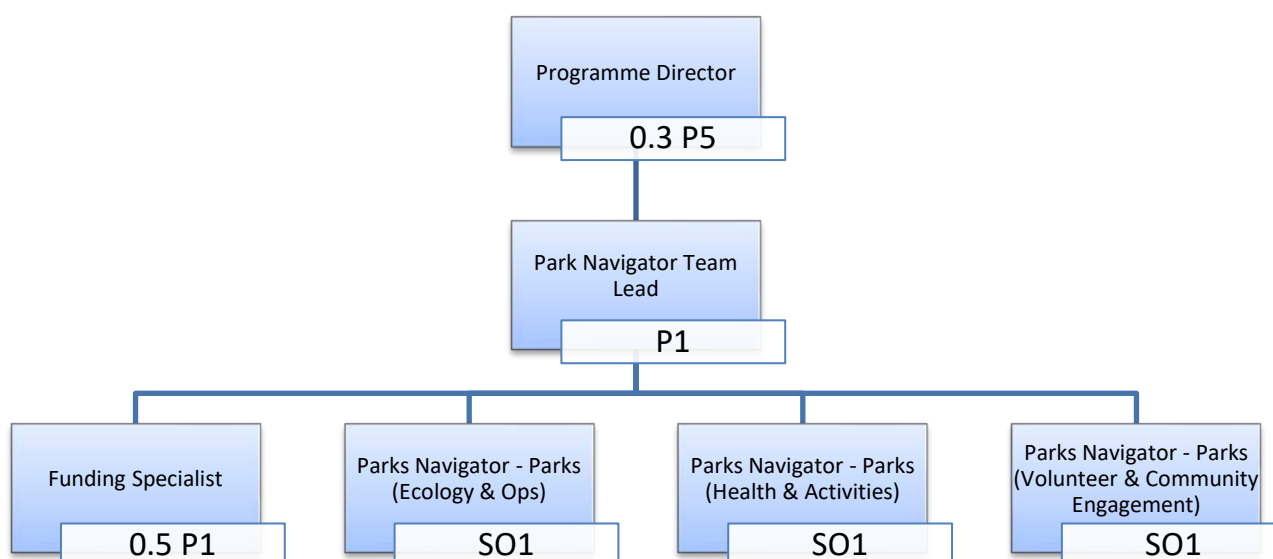 Programme Director
0.3 P5
Park Navigator Team
Lead
P1
Funding Specialist
0.5 P1
Parks Navigator - Parks
(Ecology & Ops)
SO1
Parks Navigator - Parks
(Health & Activities)
SO1
Parks Navigator - Parks
(Volunteer & Community
Engagement)
SO1